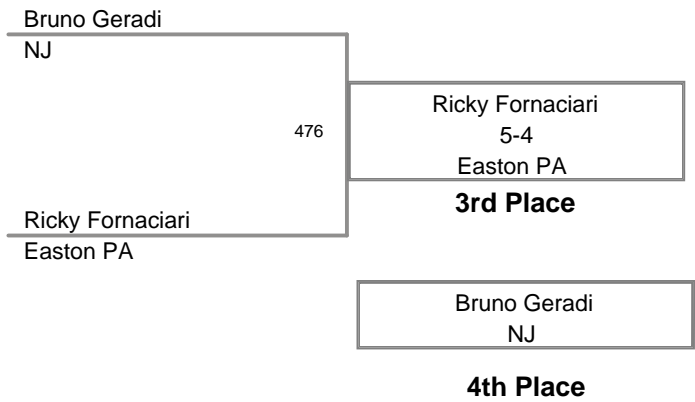 Bruno Geradi
NJ
476
Ricky Fornaciari
5-4
Easton PA
3rd Place
Ricky Fornaciari
Easton PA
Bruno Geradi
NJ
4th Place